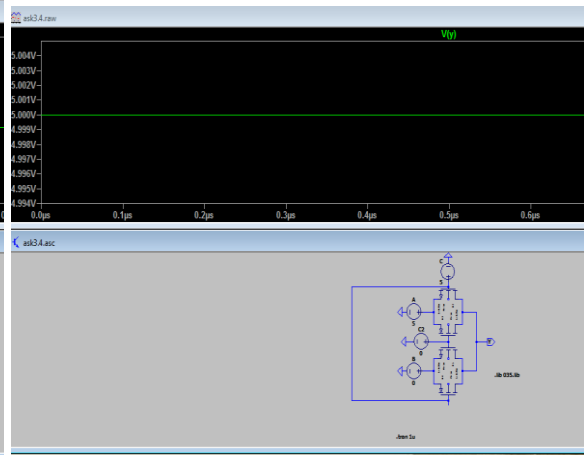 ask3.4.raw
V(y)
5.004V
5.003V
5.002V
5.001V
5.000V
4.999V
4.998V
4.997V
4.996V
4.995V
4.994V
0.0µs 0.1µs 0.2µs 0.3µs 0.4µs 0.5µs 0.6µs
ask3.4.asc
C
5
A
5
C2
0
B
0
.lib 035.lib
.tran 1u